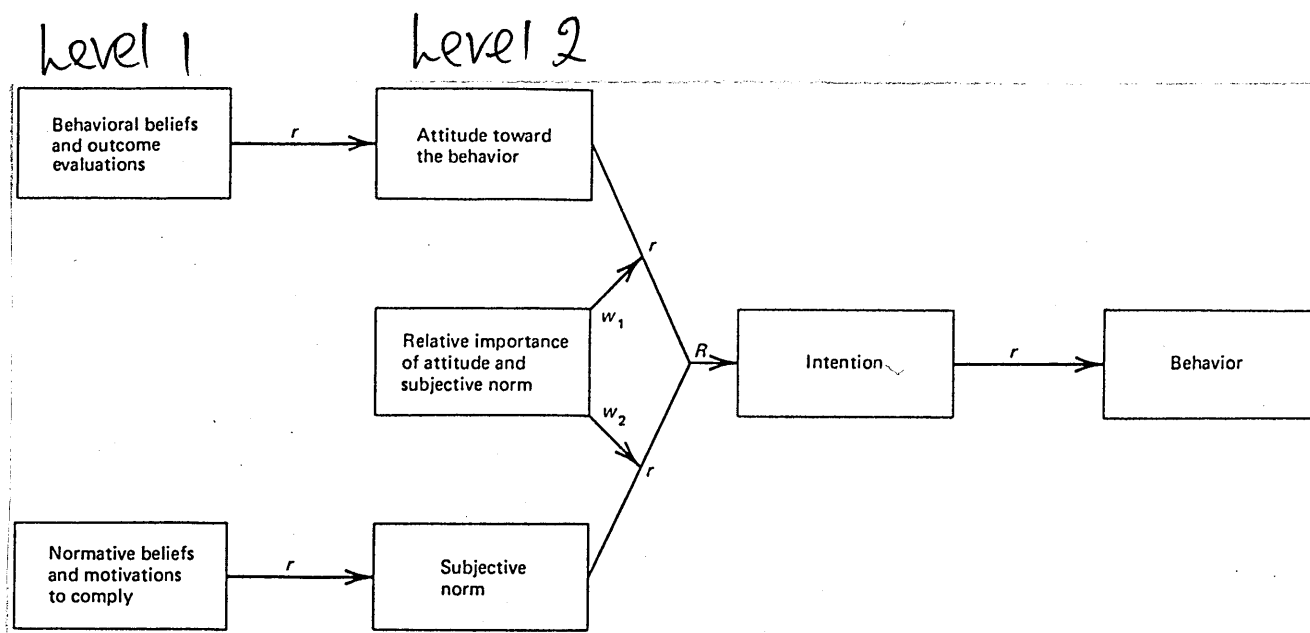 Level 1
Level 2
Behavioral beliefs
and outcome
evaluations
r
Attitude toward
the behavior
r
w1
Relative importance
of attitude and
subjective norm
R
Intention
r
Behavior
w2
r
Normative beliefs
and motivations
to comply
r
Subjective
norm